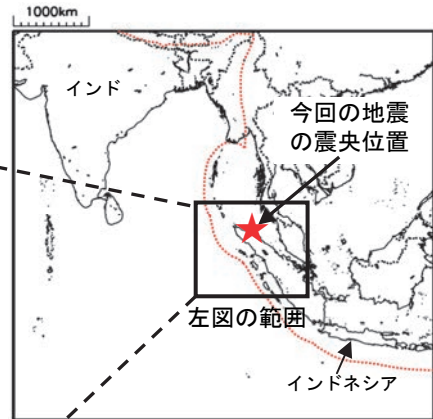 1000km
インド
今回の地震
の震央位置
左図の範囲
インドネシア